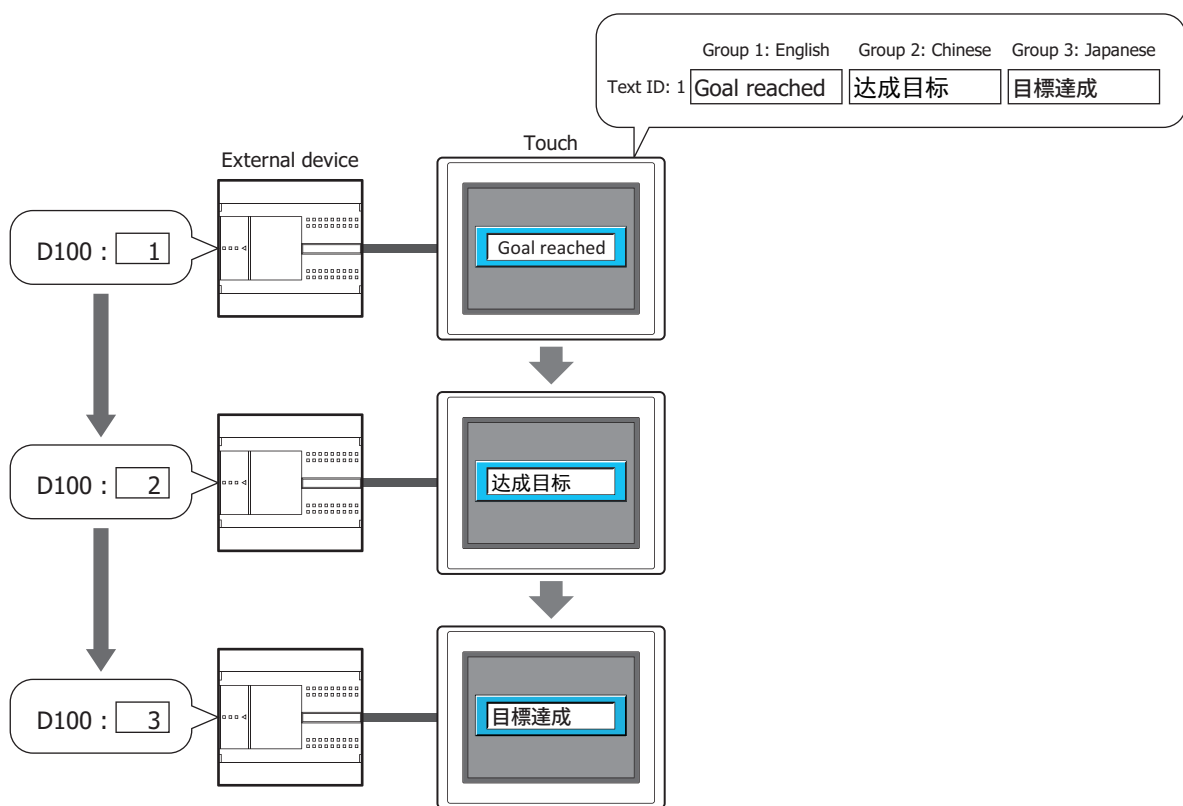 Group 1: English Group 2: Chinese Group 3: Japanese
Text ID: 1 Goal reached 达成目标 目標達成
Touch
External device
D100 : 1
Goal reached
D100 : 2
达成目标
D100 : 3
目標達成